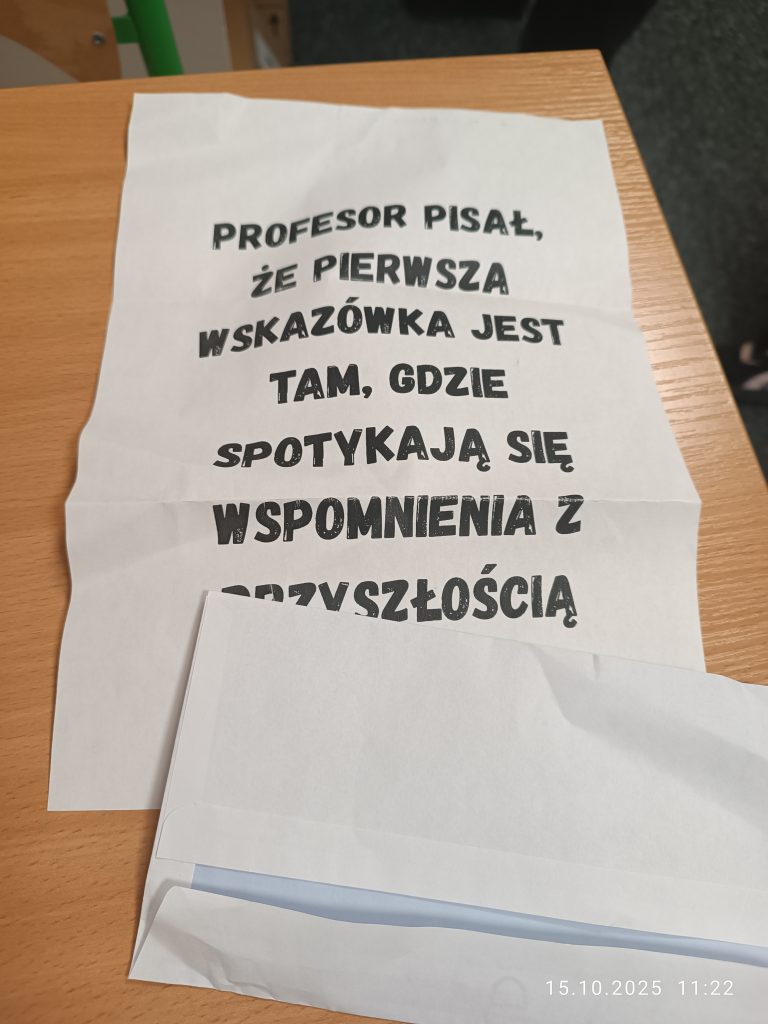 PROFESOR PISAŁ,
ŻE PIERWSZA
WSKAZÓWKA JEST
TAM, GDZIE
SPOTYKAJĄ SIĘ
WSPOMNIENIA Z
PRZYSZŁOŚCIĄ
15.10.2025 11:22